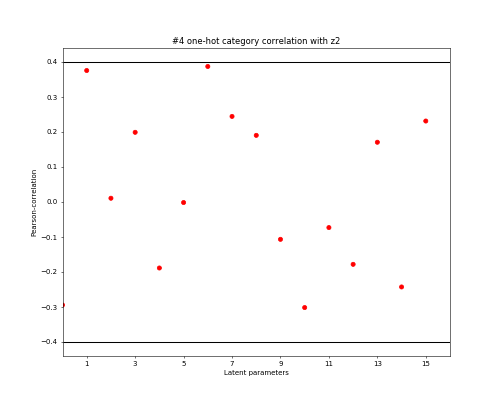 #4 one-hot category correlation with z2
0.4
0.3
0.2
0.1
0.0
−0.1
−0.2
−0.3
−0.4
Pearson-correlation
1 3 5 7 9 11 13 15
Latent parameters